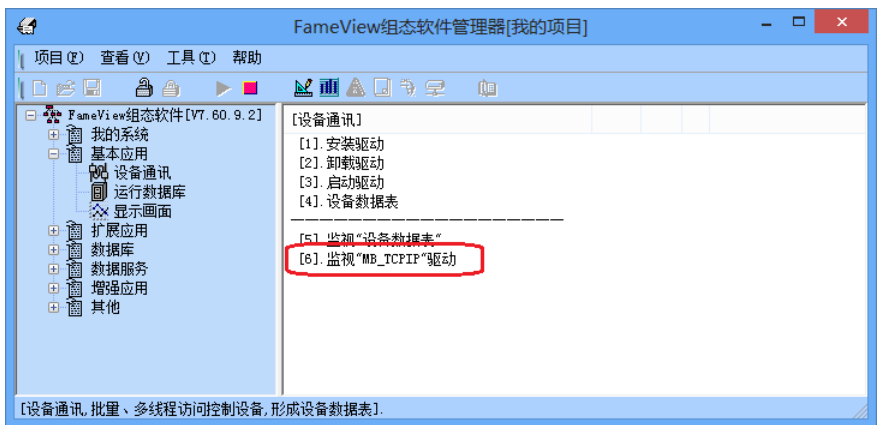 FameView组态软件管理器[我的项目]
项目(F) 查看(V) 工具(T) 帮助
FameView组态软件[V7.60.9.2]
我的系统
基本应用
设备通讯
运行数据库
显示画面
扩展应用
数据库
数据服务
增强应用
其他
[设备通讯]
[1].安装驱动
[2].卸载驱动
[3].启动驱动
[4].设备数据表
[5].监视"设备数据表"
[6].监视"MB_TCPIP"驱动
[设备通讯,批量、多线程访问控制设备,形成设备数据表].